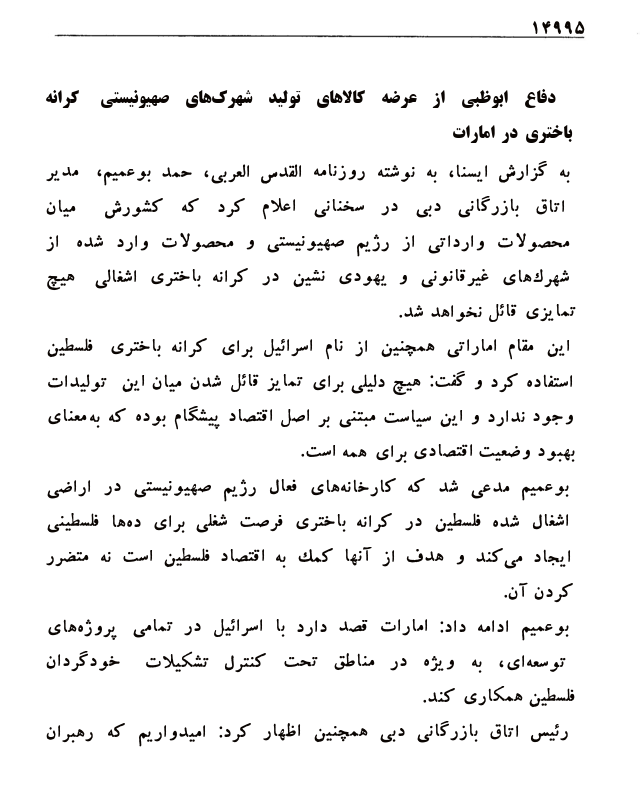 ۱۴۹۹۵
دفاع ابوظبی از عرضه کالاهای تولید شهرک‌های صهیونیستی کرانه
باختری در امارات
به گزارش ایسنا، به نوشته روزنامه القدس العربی، حمد بوعمیم، مدیر
اتاق بازرگانی دبی در سخنانی اعلام کرد که کشورش میان
محصولات وارداتی از رژیم صهیونیستی و محصولات وارد شده از
شهرك‌های غیرقانونی و یهودی نشین در کرانه باختری اشغالی هیچ
تمایزی قائل نخواهد شد.
این مقام اماراتی همچنین از نام اسرائیل برای کرانه باختری فلسطین
استفاده کرد و گفت: هیچ دلیلی برای تمایز قائل شدن میان این تولیدات
وجود ندارد و این سیاست مبتنی بر اصل اقتصاد پیشگام بوده که به‌معنای
بهبود وضعیت اقتصادی برای همه است.
بوعمیم مدعی شد که کارخانه‌های فعال رژیم صهیونیستی در اراضی
اشغال شده فلسطین در کرانه باختری فرصت شغلی برای ده‌ها فلسطینی
ایجاد می‌کند و هدف از آنها کمك به اقتصاد فلسطین است نه متضرر
کردن آن.
بوعمیم ادامه داد: امارات قصد دارد با اسرائیل در تمامی پروژه‌های
توسعه‌ای، به ویژه در مناطق تحت کنترل تشکیلات خودگردان
فلسطین همکاری کند.
رئیس اتاق بازرگانی دبی همچنین اظهار کرد: امیدواریم که رهبران